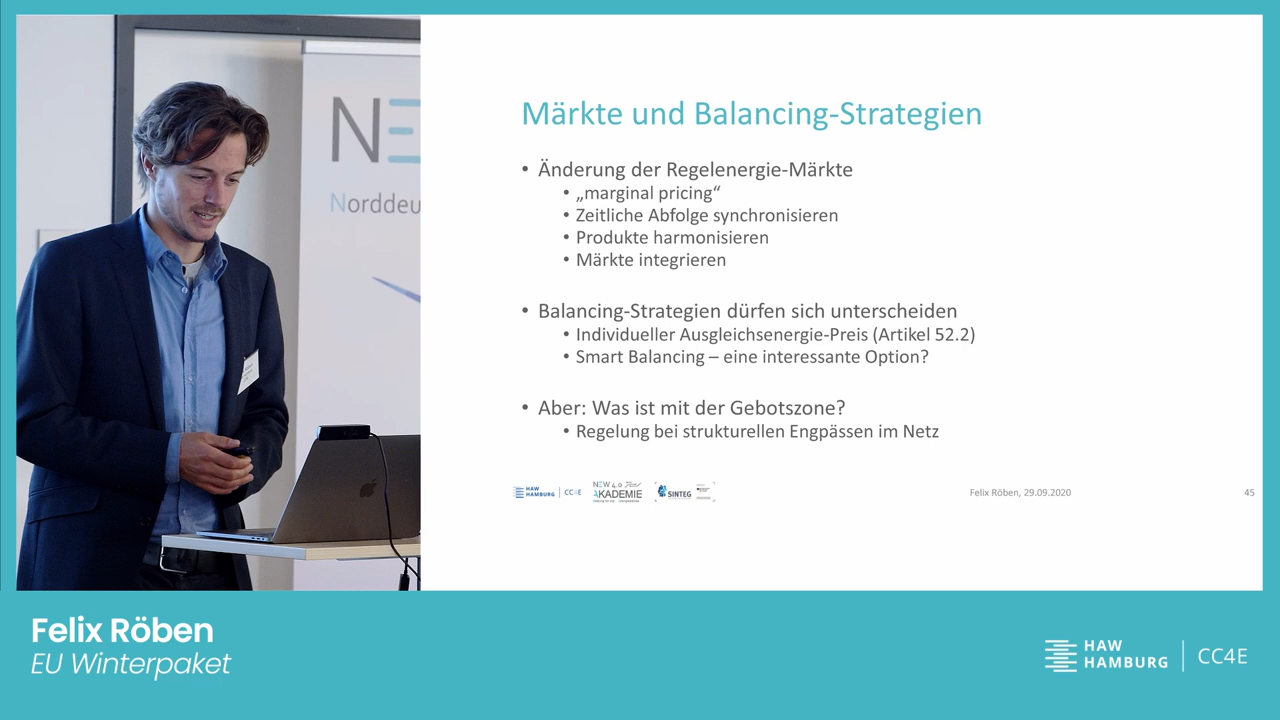 NE
Norddeu
Märkte und Balancing-Strategien
• Änderung der Regelenergie-Märkte
• „marginal pricing“
• Zeitliche Abfolge synchronisieren
• Produkte harmonisieren
• Märkte integrieren
• Balancing-Strategien dürfen sich unterscheiden
• Individueller Ausgleichsenergie-Preis (Artikel 52.2)
• Smart Balancing – eine interessante Option?
• Aber: Was ist mit der Gebotszone?
• Regelung bei strukturellen Engpässen im Netz
HAW HAMBURG | CC4E
NEW 4.0
AKADEMIE
SINTEG
Felix Röben, 29.09.2020
45
Felix Röben
EU Winterpaket
HAW
HAMBURG
CC4E